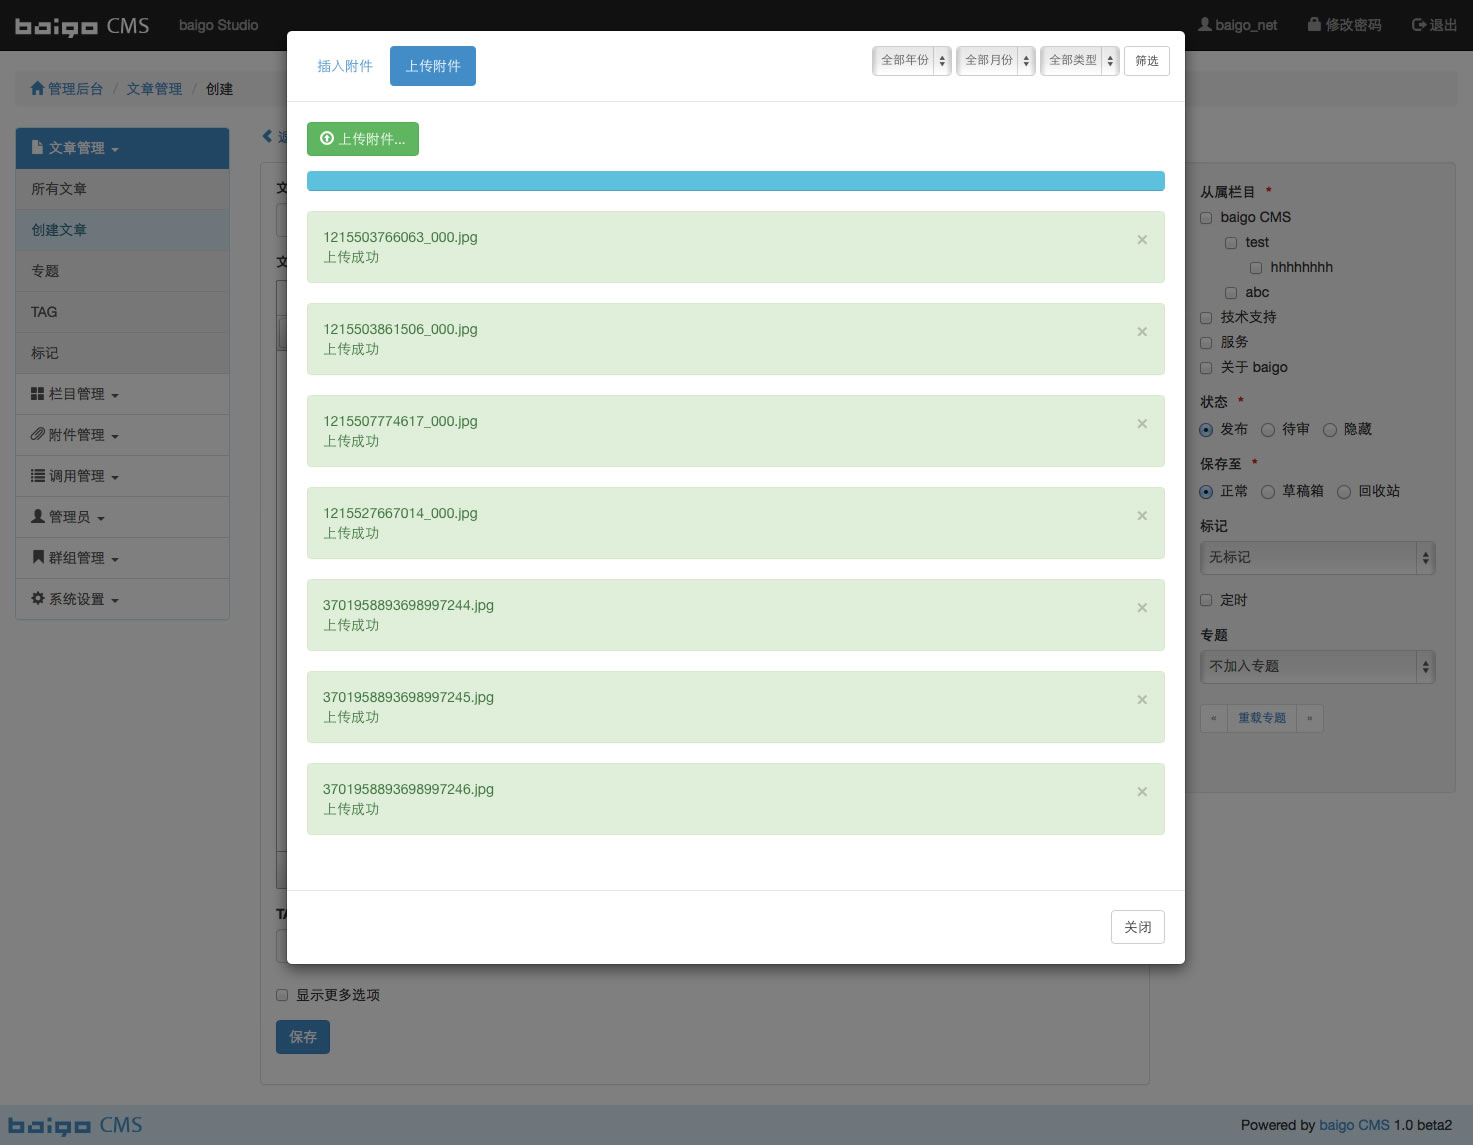 baigo CMS
baigo Studio
baigo_net
修改密码
退出
管理后台 / 文章管理 / 创建
文章管理
所有文章
创建文章
专题
TAG
标记
栏目管理
附件管理
调用管理
管理员
群组管理
系统设置
插入附件
上传附件
全部年份
全部月份
全部类型
筛选
上传附件...
1215503766063_000.jpg
×
上传成功
1215503861506_000.jpg
×
上传成功
1215507774617_000.jpg
×
上传成功
1215527667014_000.jpg
×
上传成功
3701958893698997244.jpg
×
上传成功
3701958893698997245.jpg
×
上传成功
3701958893698997246.jpg
×
上传成功
关闭
显示更多选项
保存
从属栏目 *
baigo CMS
test
hhhhhhhh
abc
技术支持
服务
关于 baigo
状态 *
发布 待审 隐藏
保存至 *
正常 草稿箱 回收站
标记
无标记
定时
专题
不加入专题
« 重载专题 »
baigo CMS
Powered by baigo CMS 1.0 beta2